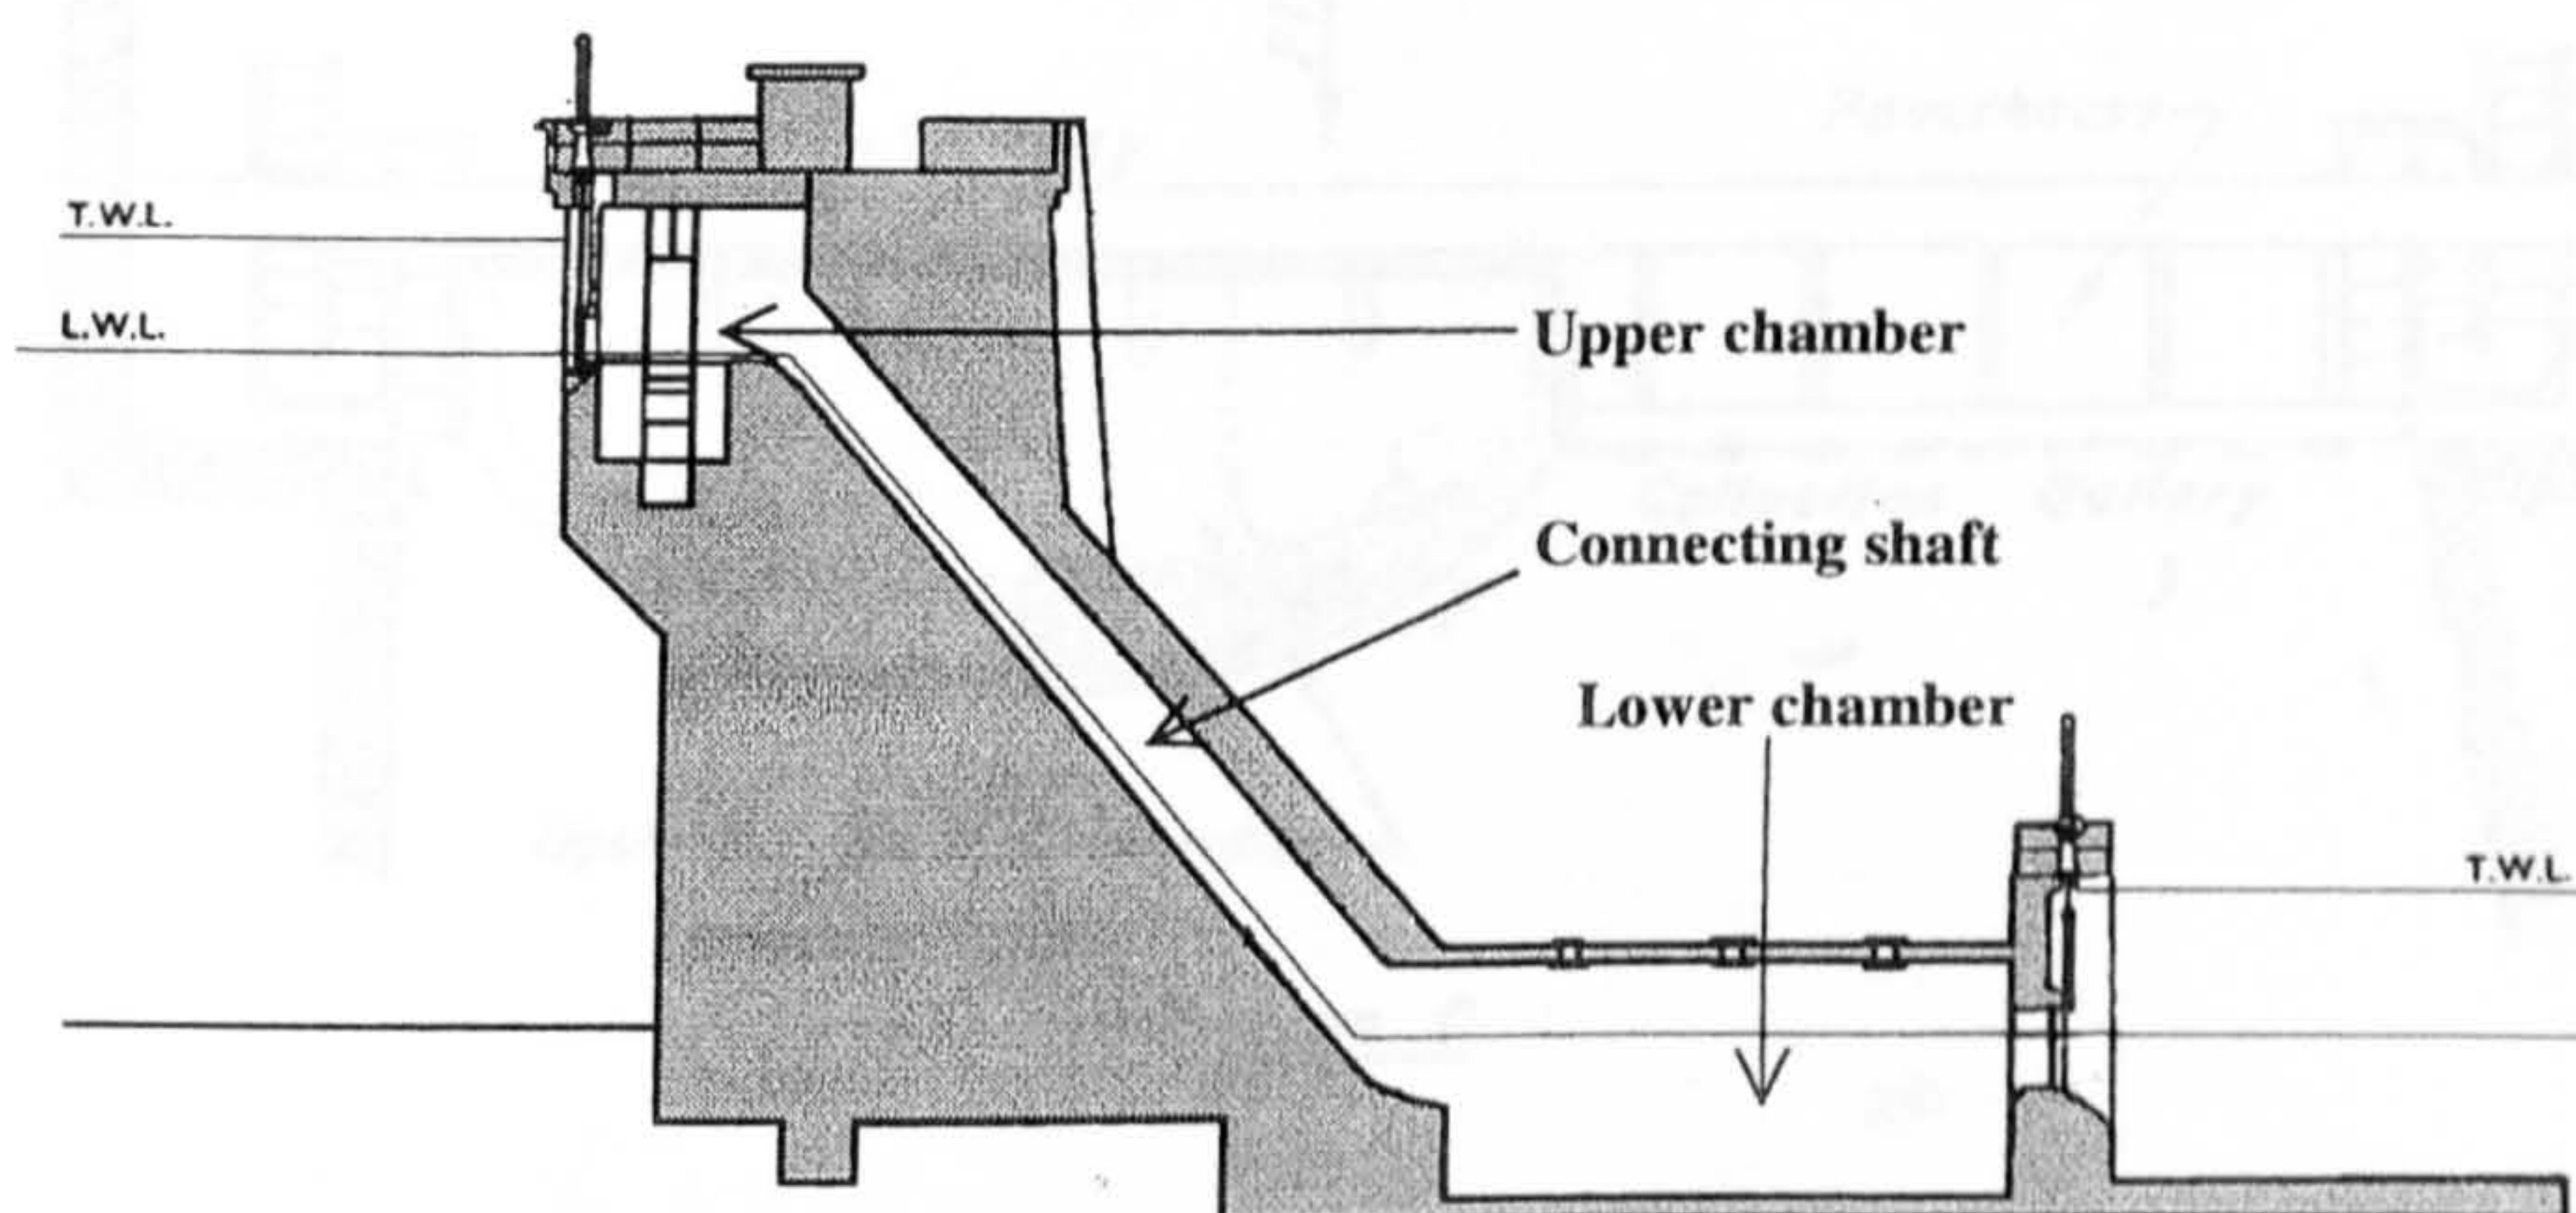 T.W.L.
L.W.L.
Upper chamber
Connecting shaft
Lower chamber
T.W.L.